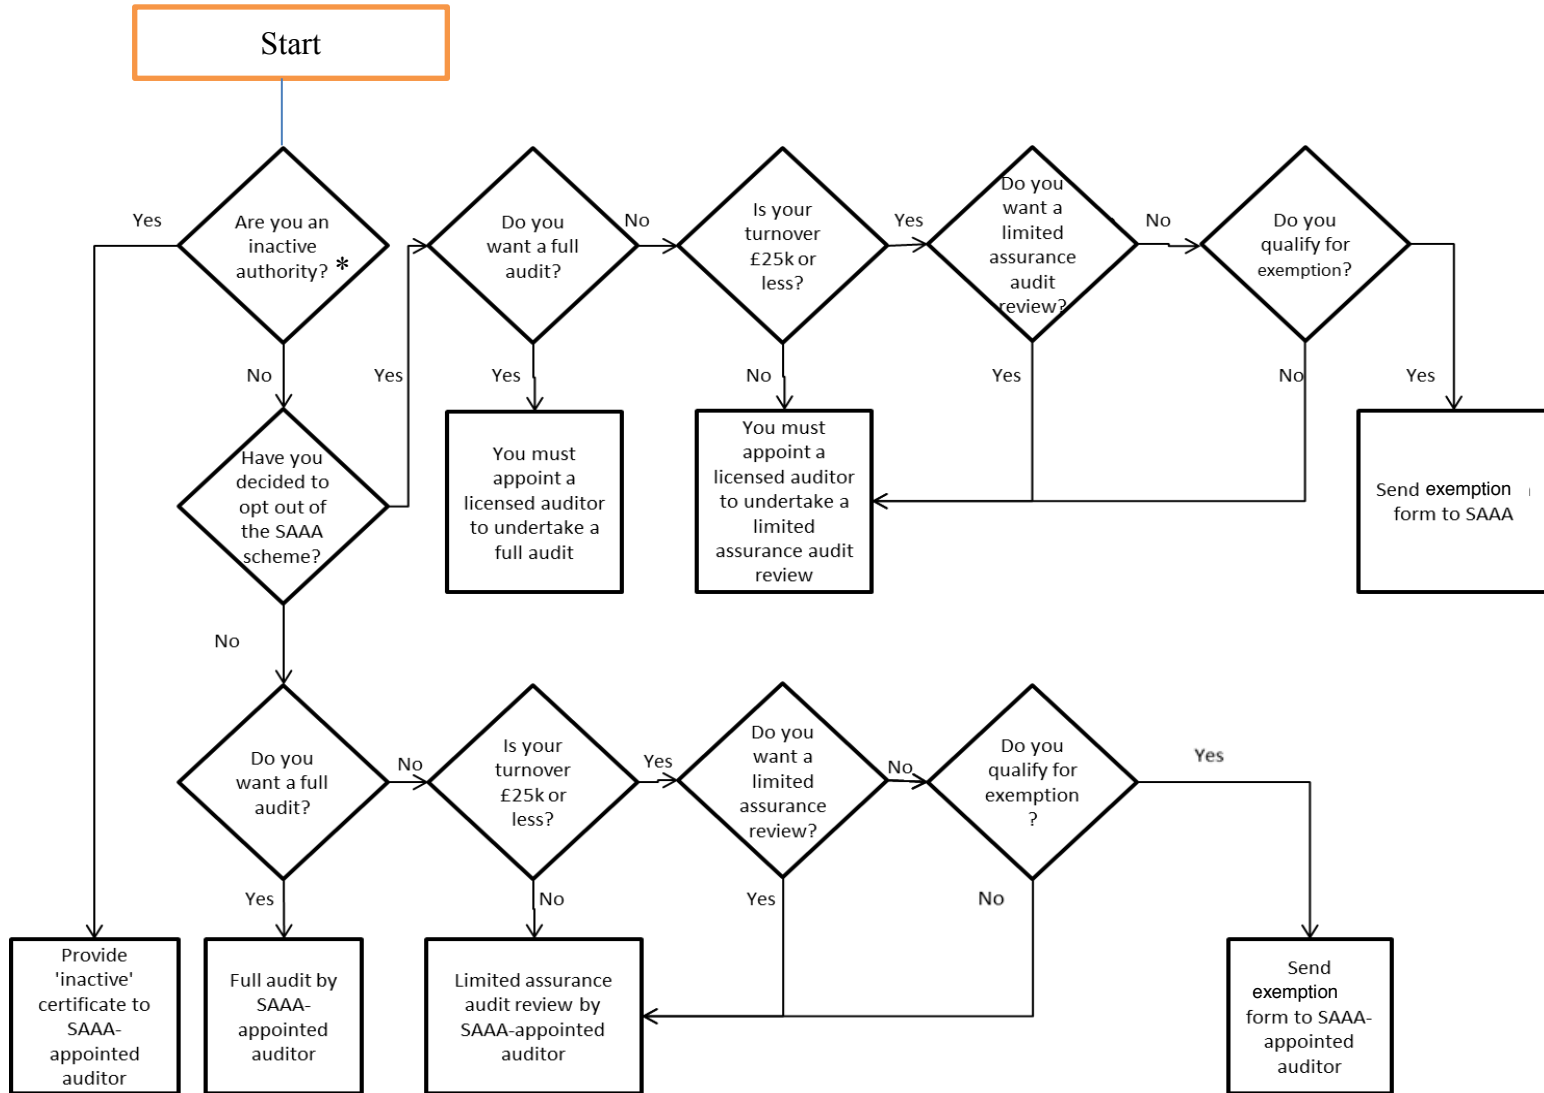 Start
Yes
Are you an
inactive
authority? *
Do you
want a full
audit?
No
Is your
turnover
£25k or
less?
Yes
Do you
want a
limited
assurance
audit
review?
No
Do you
qualify for
exemption?
No
Yes
Yes
No
Yes
No
Yes
Have you
decided to
opt out of
the SAAA
scheme?
You must
appoint a
licensed auditor
to undertake a
full audit
You must
appoint a
licensed auditor
to undertake a
limited
assurance audit
review
Send exemption
form to SAAA
No
Do you
want a full
audit?
No
Is your
turnover
£25k or
less?
Yes
Do you
want a
limited
assurance
review?
No
Do you
qualify for
exemption
?
Yes
Yes
No
Yes
No
Provide
'inactive'
certificate to
SAAA-
appointed
auditor
Full audit by
SAAA-
appointed
auditor
Limited assurance
audit review by
SAAA-appointed
auditor
Send
exemption
form to SAAA-
appointed
auditor